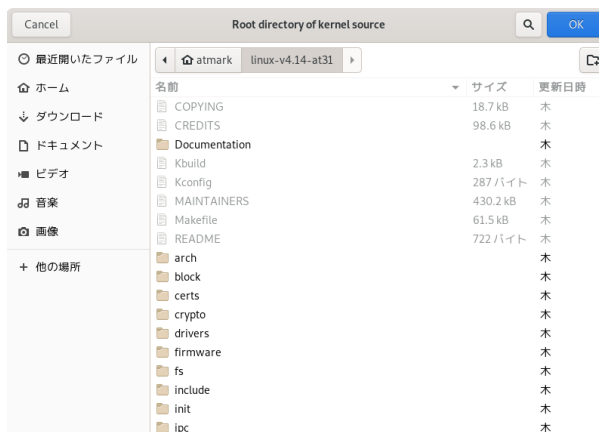 Cancel Root directory of kernel source OK
最近開いたファイル atmark linux-v4.14-at31
ホーム 名前 サイズ 更新日時
COPYING 18.7 kB 木
ダウンロード CREDITS 98.6 kB 木
ドキュメント Documentation 木
Kbuild 2.3 kB 木
ビデオ Kconfig 287 バイト 木
音楽 MAINTAINERS 430.2 kB 木
Makefile 61.5 kB 木
画像 README 722 バイト 木
arch 木
他の場所 block 木
certs 木
crypto 木
drivers 木
firmware 木
fs 木
include 木
init 木
ipc 木